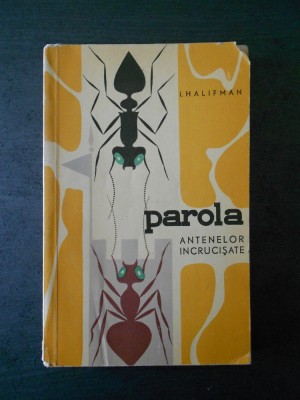 I.HALIFMAN
parola
ANTENELOR
INCRUCIȘATE